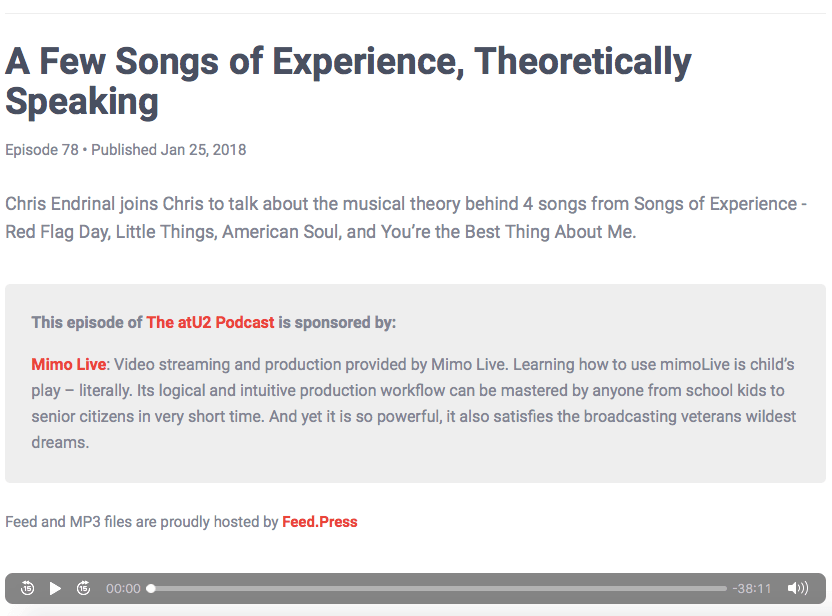 A Few Songs of Experience, Theoretically
Speaking
Episode 78 • Published Jan 25, 2018
Chris Endrinal joins Chris to talk about the musical theory behind 4 songs from Songs of Experience -
Red Flag Day, Little Things, American Soul, and You’re the Best Thing About Me.
This episode of The atU2 Podcast is sponsored by:
Mimo Live: Video streaming and production provided by Mimo Live. Learning how to use mimoLive is child’s
play – literally. Its logical and intuitive production workflow can be mastered by anyone from school kids to
senior citizens in very short time. And yet it is so powerful, it also satisfies the broadcasting veterans wildest
dreams.
Feed and MP3 files are proudly hosted by Feed.Press
15 15 00:00 -38:11